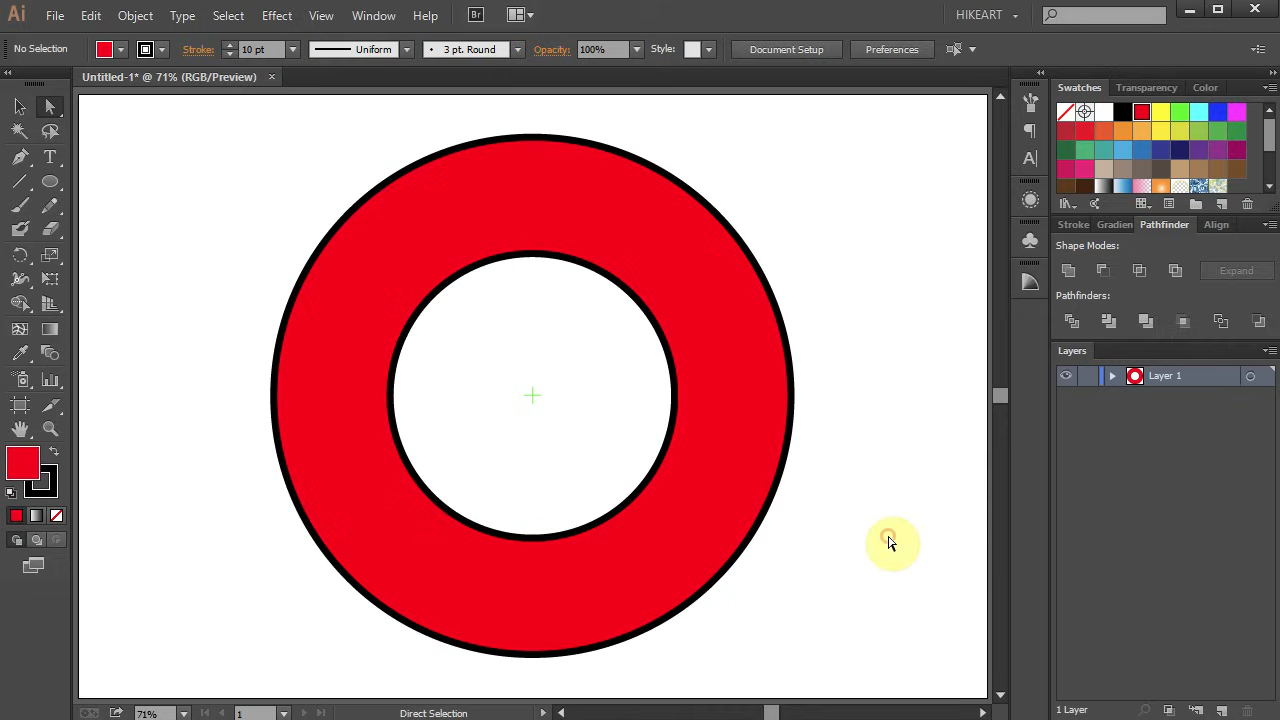 Ai File Edit Object Type Select Effect View Window Help Br HIKEART
No Selection Stroke: 10 pt. Uniform 3 pt. Round Opacity: 100% Style: Document Setup Preferences
Untitled-1* @ 71% (RGB/Preview)
Swatches Transparency Color
Stroke Gradien Pathfinder Align
Shape Modes:
Expand
Pathfinders:
Layers
Layer 1
1 Layer
71% 1 Direct Selection